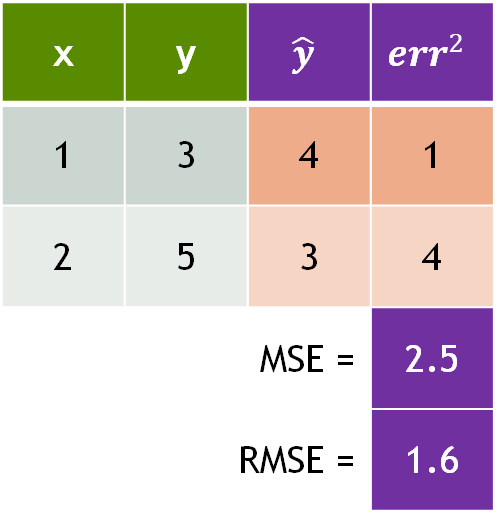 x y ŷ err²
1 3 4 1
2 5 3 4
MSE = 2.5
RMSE = 1.6